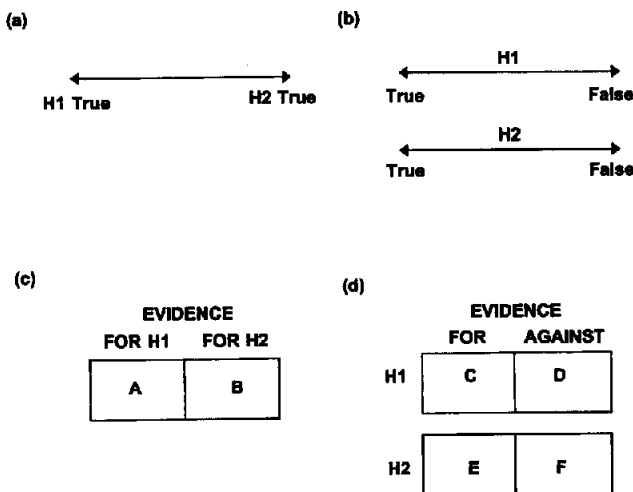 (a)
H1 True H2 True
(b)
H1
True False
H2
True False
(c)
EVIDENCE
FOR H1 FOR H2
A B
(d)
EVIDENCE
FOR AGAINST
H1 C D
H2 E F